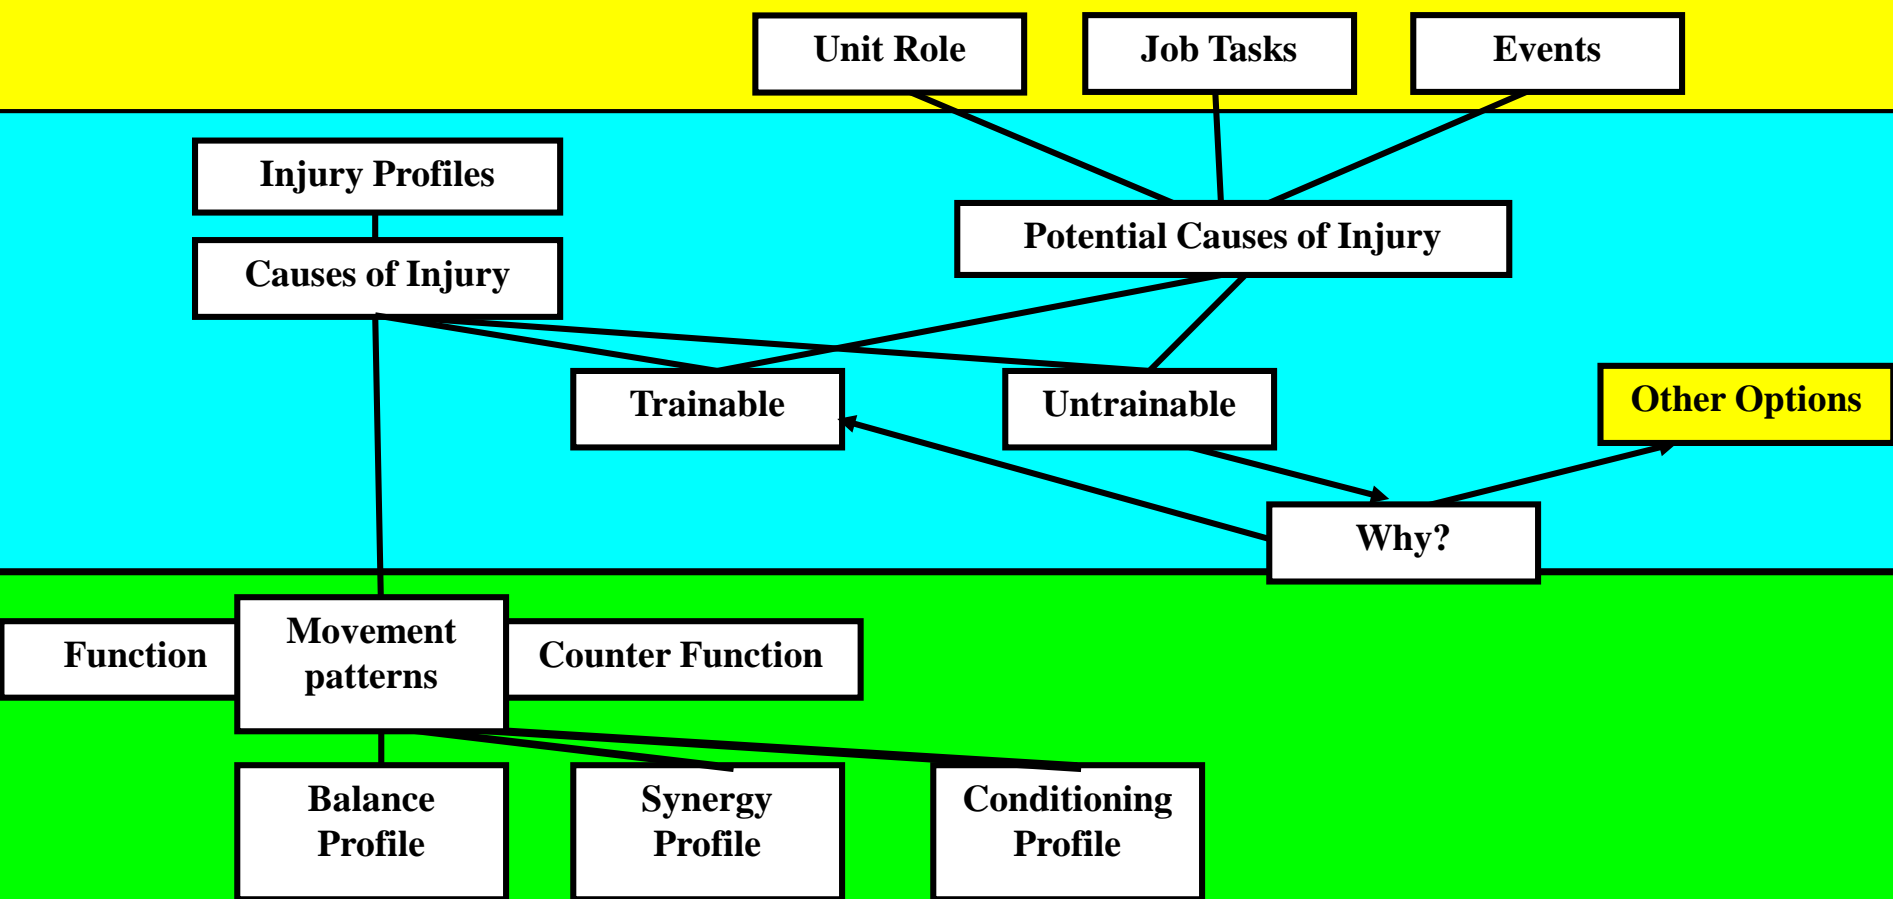 Unit Role
Job Tasks
Events
Injury Profiles
Potential Causes of Injury
Causes of Injury
Trainable
Untrainable
Other Options
Why?
Function
Movement
patterns
Counter Function
Balance
Profile
Synergy
Profile
Conditioning
Profile